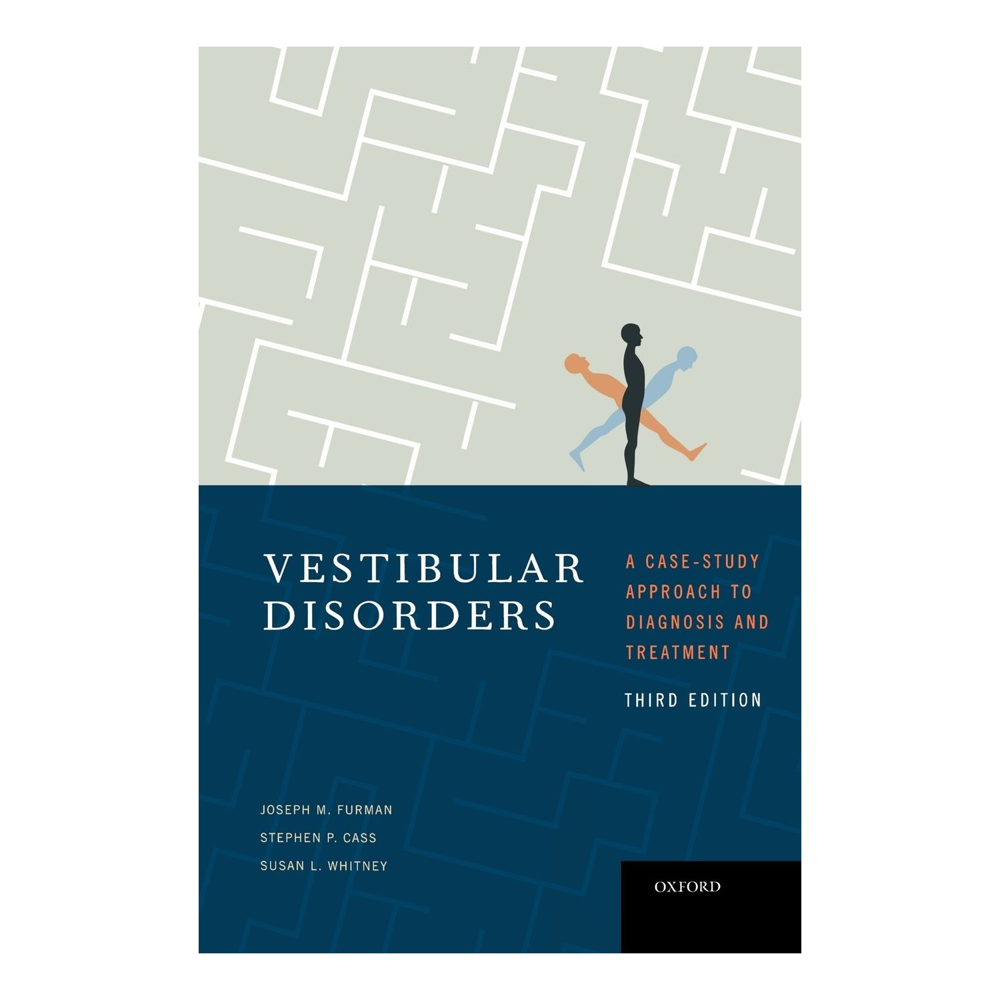 VESTIBULAR
DISORDERS
A CASE-STUDY
APPROACH TO
DIAGNOSIS AND
TREATMENT
THIRD EDITION
JOSEPH M. FURMAN
STEPHEN P. CASS
SUSAN L. WHITNEY
OXFORD